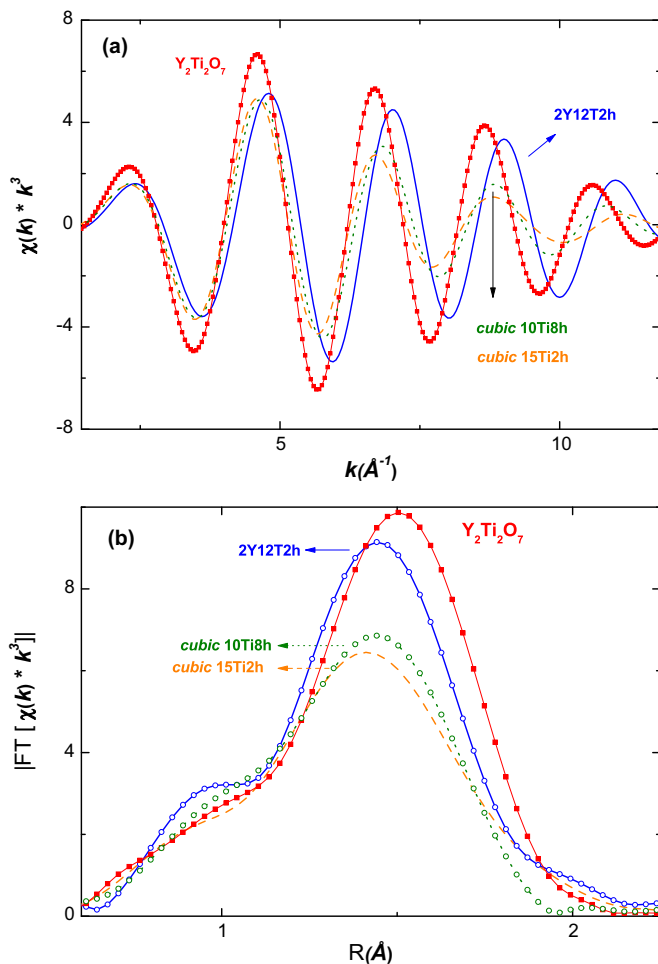 (a)
Y₂Ti₂O₇
2Y12T2h
cubic 10Ti8h
cubic 15Ti2h
χ(k) * k³
8
4
0
-4
-8
5
10
k(Å⁻¹)
(b)
Y₂Ti₂O₇
2Y12T2h
cubic 10Ti8h
cubic 15Ti2h
|FT [ χ(k) * k³]|
8
4
0
1
2
R(Å)